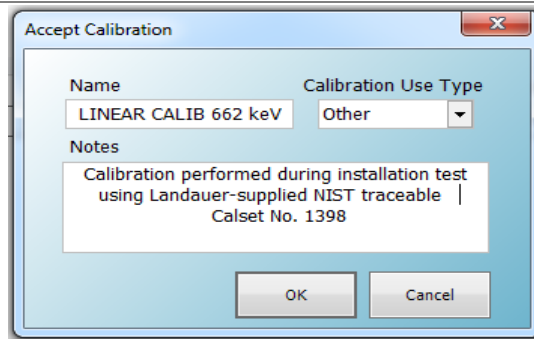 Accept Calibration
Name
Calibration Use Type
LINEAR CALIB 662 keV
Other
Notes
Calibration performed during installation test
using Landauer-supplied NIST traceable
Calset No. 1398
OK
Cancel